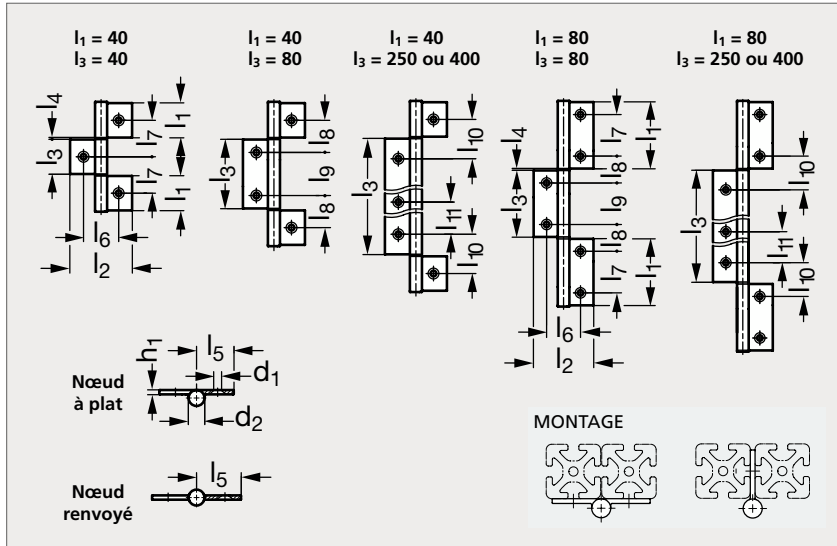 l1 = 40
l3 = 40
l1 = 40
l3 = 80
l1 = 40
l3 = 250 ou 400
l1 = 80
l3 = 80
l1 = 80
l3 = 250 ou 400
l4
l3
l7
l1
l7
l1
l6
l2
l3
l8
l9
l8
l3
l10
l11
l10
l4
l3
l7
l1
l8
l9
l8
l7
l1
l6
l2
l3
l10
l11
l10
h1
l5
d1
d2
Nœud
à plat
l5
Nœud
renvoyé
MONTAGE